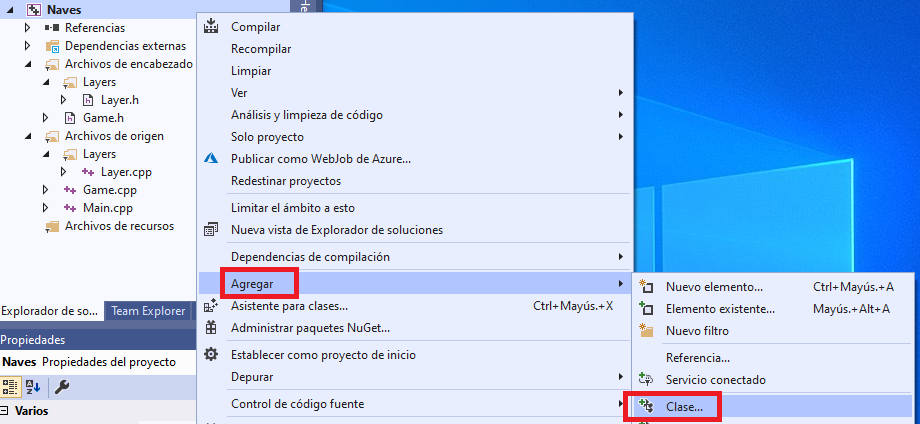 Naves
Referencias
Dependencias externas
Archivos de encabezado
Layers
Layer.h
Game.h
Archivos de origen
Layers
Layer.cpp
Game.cpp
Main.cpp
Archivos de recursos
Explorador de so...
Team Explorer
Propiedades
Naves Propiedades del proyecto
Varios
Compilar
Recompilar
Limpiar
Ver
Análisis y limpieza de código
Solo proyecto
Publicar como WebJob de Azure...
Redestinar proyectos
Limitar el ámbito a esto
Nueva vista de Explorador de soluciones
Dependencias de compilación
Agregar
Asistente para clases... Ctrl+Mayús.+X
Administrar paquetes NuGet...
Establecer como proyecto de inicio
Depurar
Control de código fuente
Nuevo elemento... Ctrl+Mayús.+A
Elemento existente... Mayús.+Alt+A
Nuevo filtro
Referencia...
Servicio conectado
Clase...